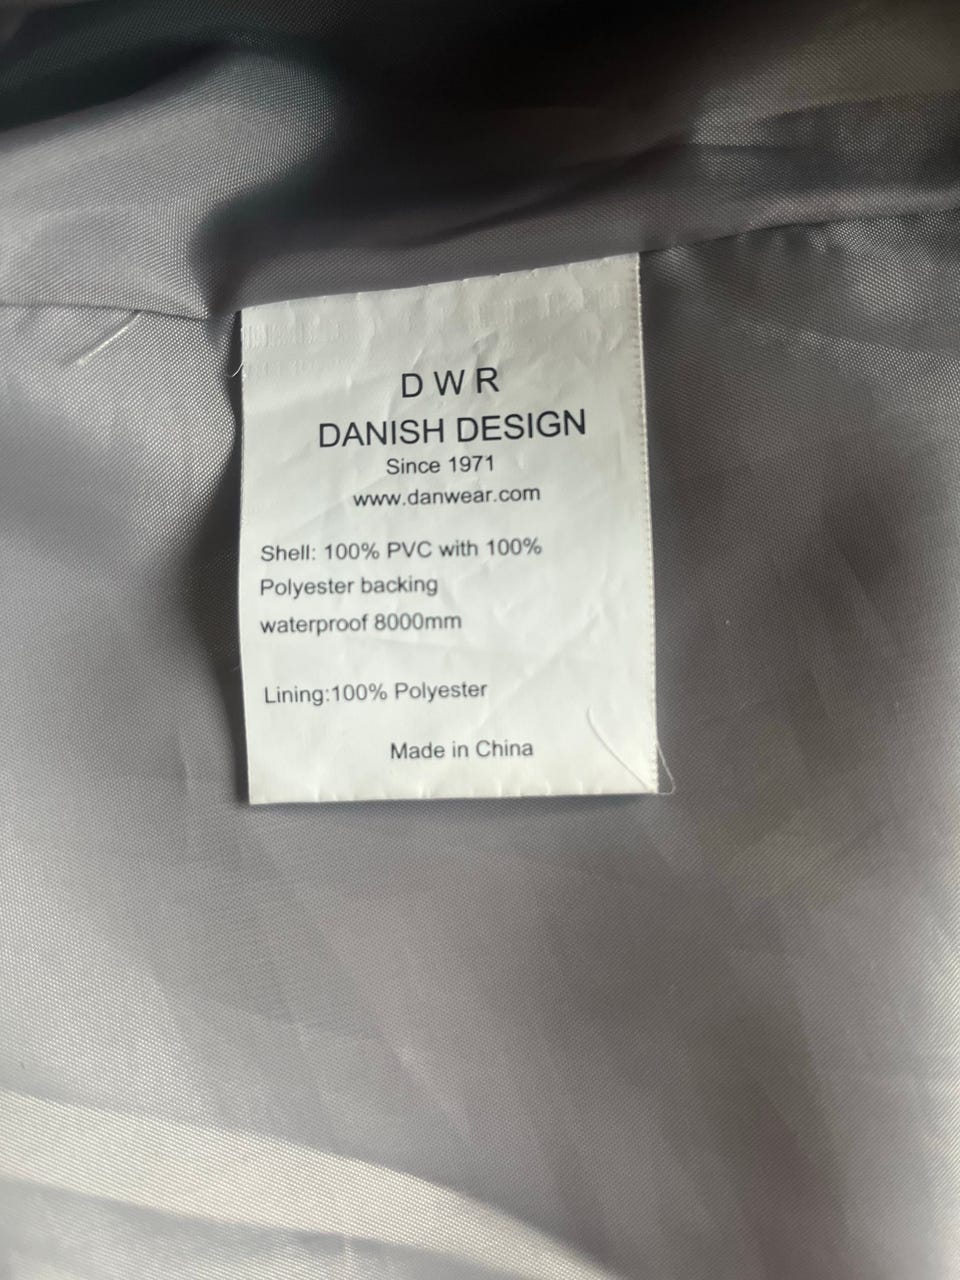 D W R
DANISH DESIGN
Since 1971
www.danwear.com
Shell: 100% PVC with 100%
Polyester backing
waterproof 8000mm
Lining:100% Polyester
Made in China